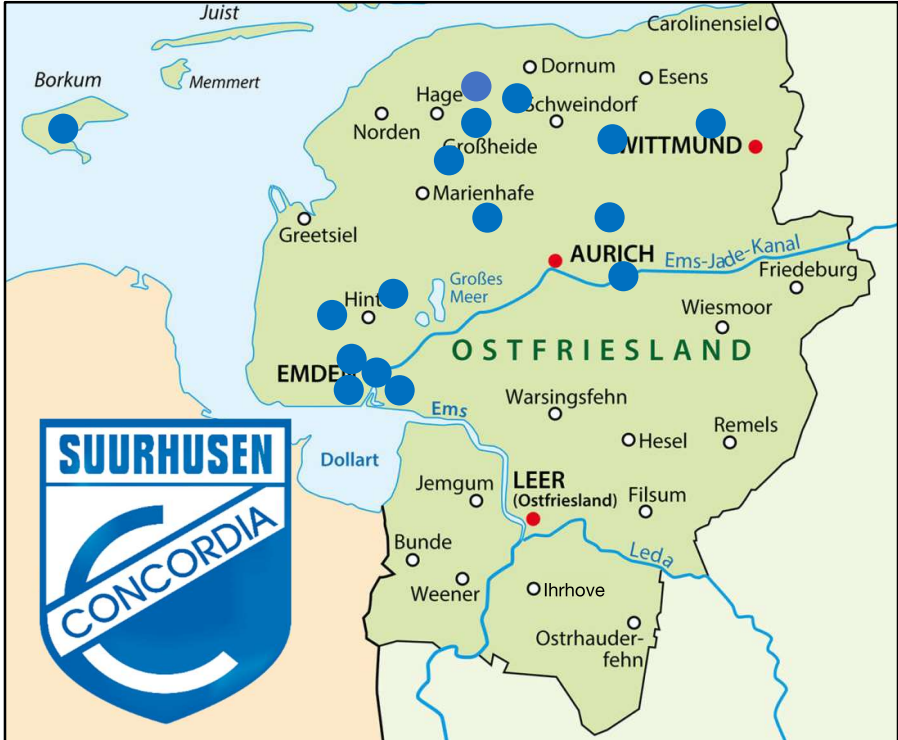 Juist
Carolinensiel
Borkum
Memmert
Dornum
Esens
Hage
Schweindorf
Norden
Großheide
WITTMUND
Marienhafe
Greetsiel
AURICH
Ems-Jade-Kanal
Friedeburg
Großes
Meer
Hint
Wiesmoor
OSTFRIESLAND
EMDEN
Warsingsfehn
Ems
Remels
Hesel
SUURHUSEN
Dollart
LEER
(Ostfriesland)
Jemgum
Filsum
CONCORDIA
Bunde
Leda
Weener
Ihrhove
Ostrhauder-
fehn